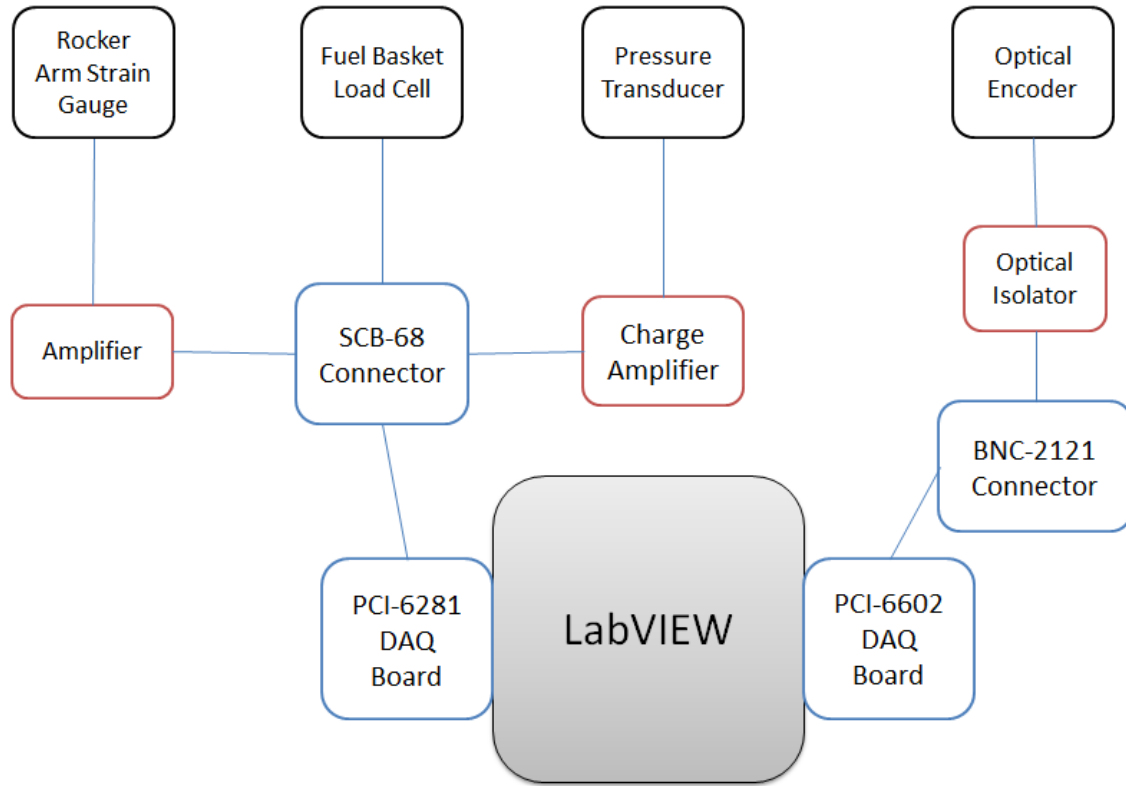 Rocker
Arm Strain
Gauge
Fuel Basket
Load Cell
Pressure
Transducer
Optical
Encoder
Amplifier
SCB-68
Connector
Charge
Amplifier
Optical
Isolator
BNC-2121
Connector
PCI-6281
DAQ
Board
LabVIEW
PCI-6602
DAQ
Board